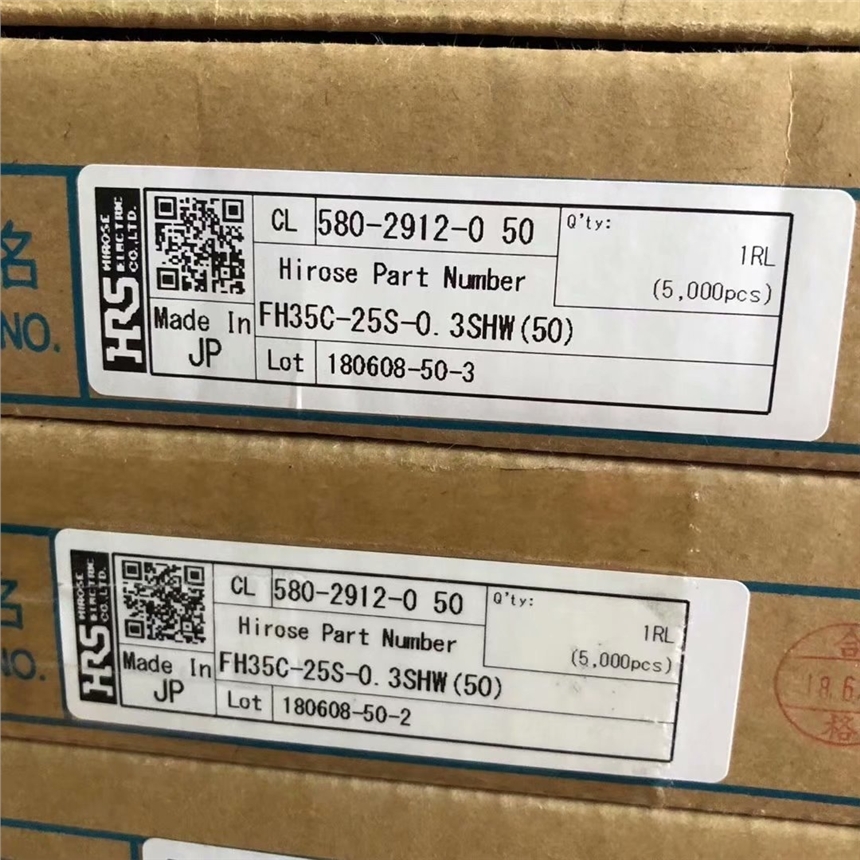 格
NO.
HRS
HIROSE
ELECTRIC
CO.,LTD.
CL 580-2912-0 50
Q'ty:
1RL
(5,000pcs)
Hirose Part Number
Made In
JP
FH35C-25S-0.3SHW(50)
Lot 180608-50-3
NO.
HRS
HIROSE
ELECTRIC
CO.,LTD.
CL 580-2912-0 50
Q'ty:
1RL
(5,000pcs)
Hirose Part Number
Made In
JP
FH35C-25S-0.3SHW(50)
Lot 180608-50-2
合
18.6
格